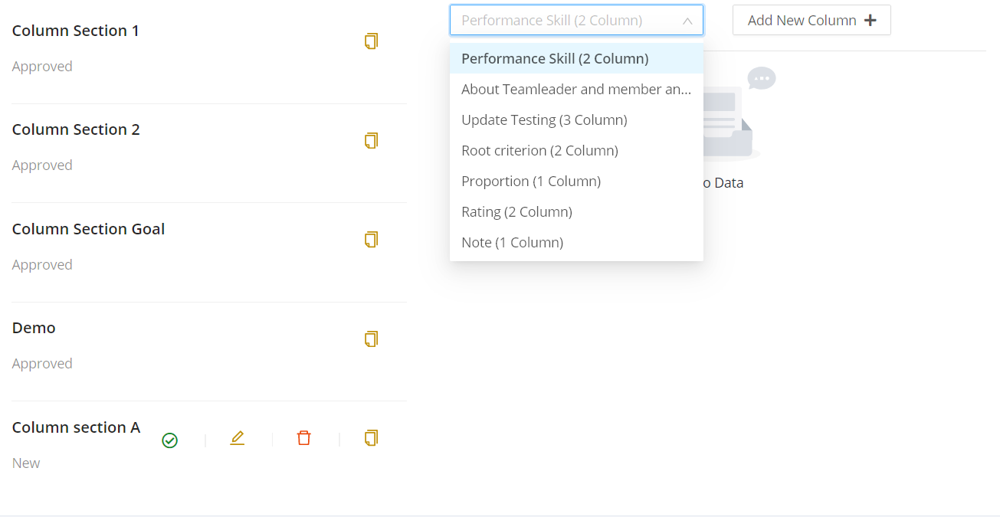 Column Section 1
Approved
Column Section 2
Approved
Column Section Goal
Approved
Demo
Approved
Column section A
New
Performance Skill (2 Column)
Add New Column
Performance Skill (2 Column)
About Teamleader and member an...
Update Testing (3 Column)
Root criterion (2 Column)
Proportion (1 Column)
Rating (2 Column)
Note (1 Column)
o Data